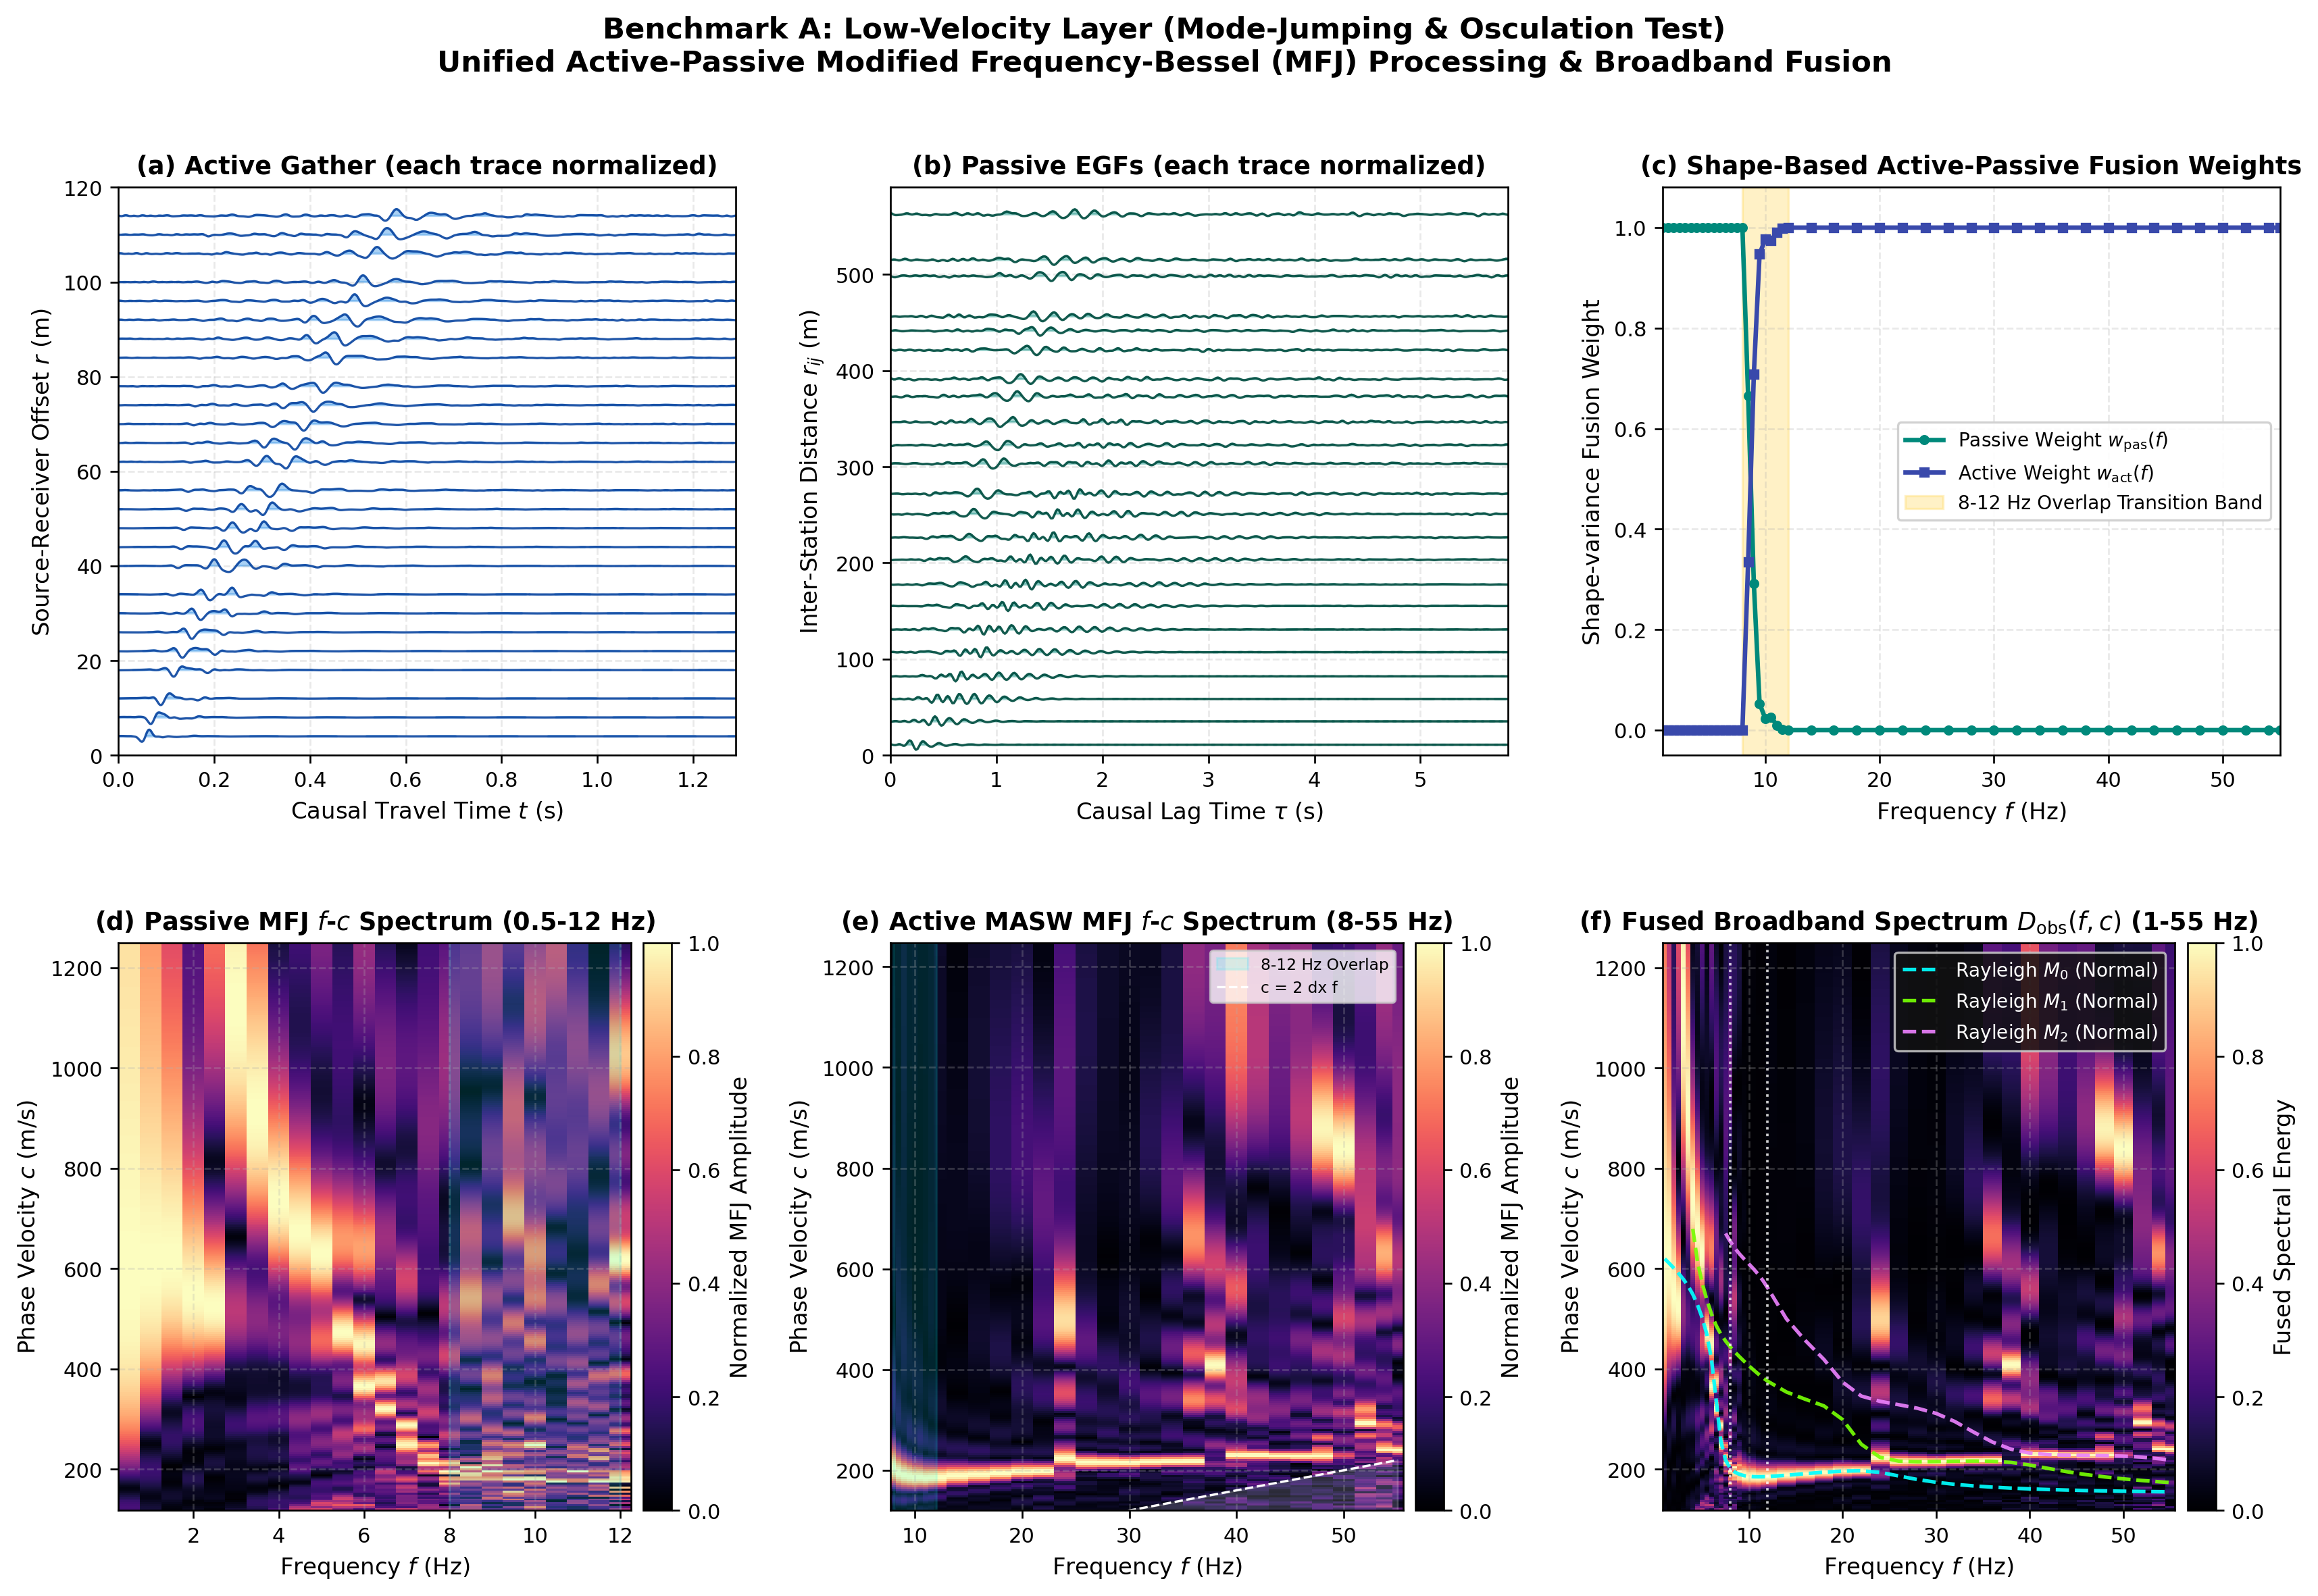 Benchmark A: Low-Velocity Layer (Mode-Jumping & Osculation Test)
Unified Active-Passive Modified Frequency-Bessel (MFJ) Processing & Broadband Fusion
(a) Active Gather (each trace normalized)
120
100
80
60
40
20
0
Source-Receiver Offset r (m)
0.0 0.2 0.4 0.6 0.8 1.0 1.2
Causal Travel Time t (s)
(b) Passive EGFs (each trace normalized)
500
400
300
200
100
0
Inter-Station Distance r_ij (m)
0 1 2 3 4 5
Causal Lag Time τ (s)
(c) Shape-Based Active-Passive Fusion Weights
1.0
0.8
0.6
0.4
0.2
0.0
Shape-variance Fusion Weight
Passive Weight w_pas(f)
Active Weight w_act(f)
8-12 Hz Overlap Transition Band
10 20 30 40 50
Frequency f (Hz)
(d) Passive MFJ f-c Spectrum (0.5-12 Hz)
1200
1000
800
600
400
200
Phase Velocity c (m/s)
2 4 6 8 10 12
Frequency f (Hz)
1.0
0.8
0.6
0.4
0.2
0.0
Normalized MFJ Amplitude
(e) Active MASW MFJ f-c Spectrum (8-55 Hz)
8-12 Hz Overlap
c = 2 dx f
1200
1000
800
600
400
200
Phase Velocity c (m/s)
10 20 30 40 50
Frequency f (Hz)
1.0
0.8
0.6
0.4
0.2
0.0
Normalized MFJ Amplitude
(f) Fused Broadband Spectrum D_obs(f, c) (1-55 Hz)
Rayleigh M₀ (Normal)
Rayleigh M₁ (Normal)
Rayleigh M₂ (Normal)
1200
1000
800
600
400
200
Phase Velocity c (m/s)
10 20 30 40 50
Frequency f (Hz)
1.0
0.8
0.6
0.4
0.2
0.0
Fused Spectral Energy